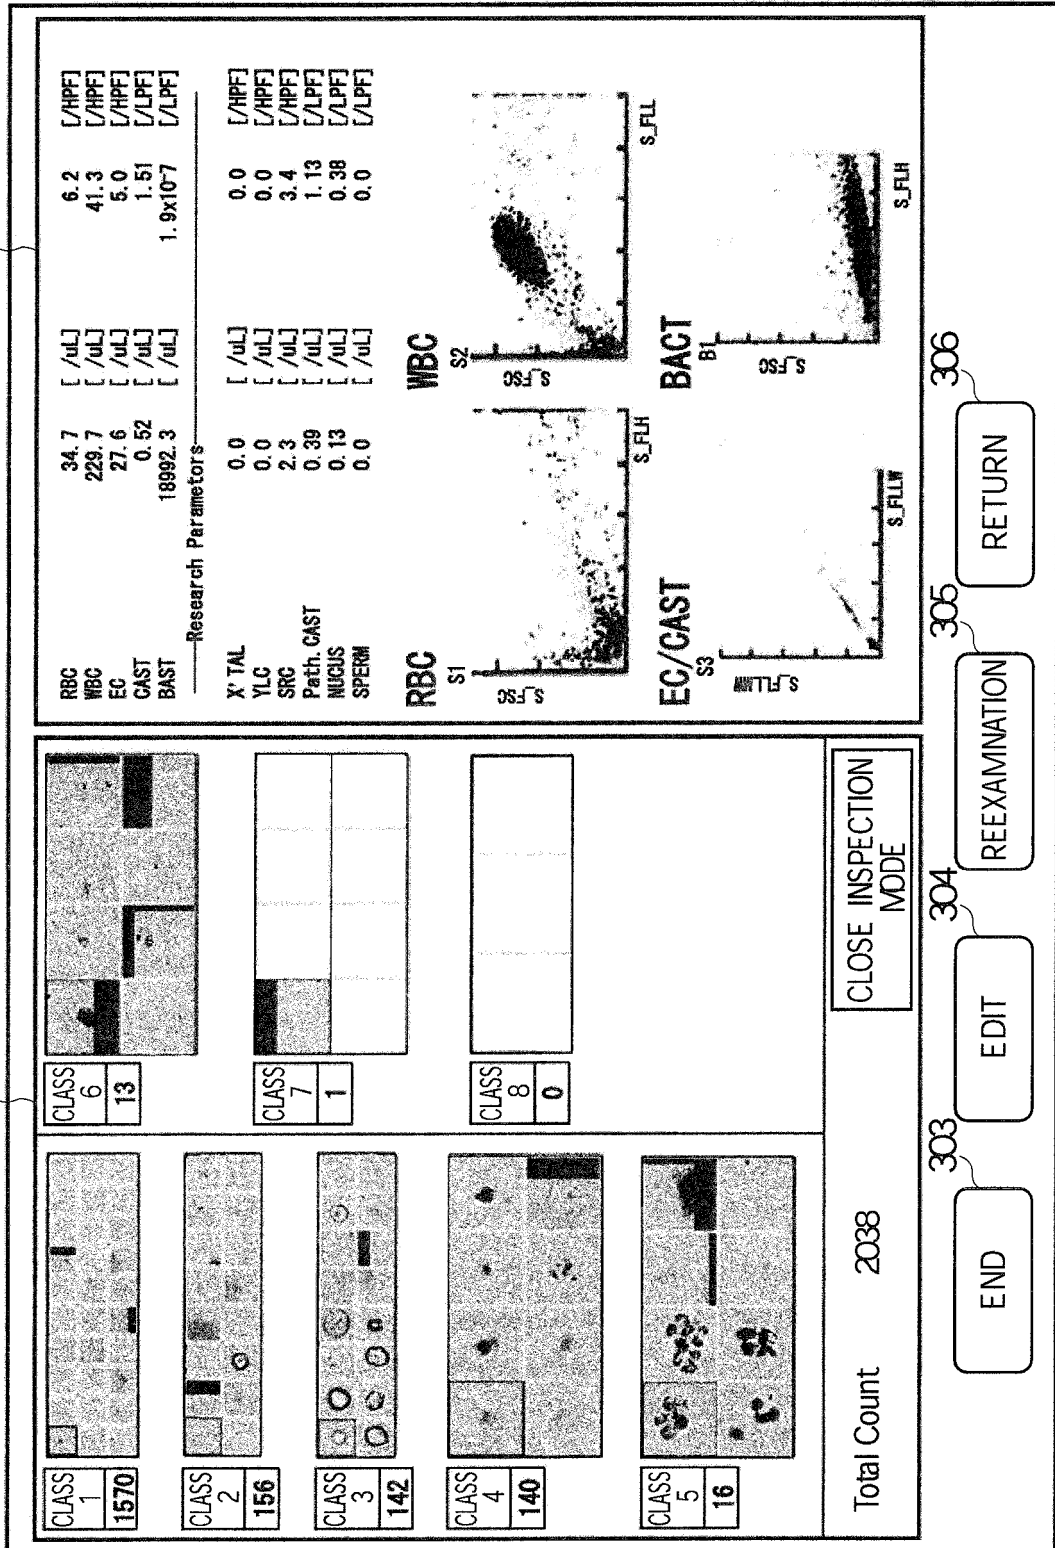 CLASS 1
1570
CLASS 2
156
CLASS 3
142
CLASS 4
140
CLASS 5
16
CLASS 6
13
CLASS 7
1
CLASS 8
0
Total Count 2038
CLOSE INSPECTION
MODE
RBC 34.7 [ /uL] 6.2 [/HPF]
WBC 229.7 [ /uL] 41.3 [/HPF]
EC 27.6 [ /uL] 5.0 [/HPF]
CAST 0.52 [ /uL] 1.51 [/LPF]
BAST 18992.3 [ /uL] 1.9x10-7 [/LPF]
Research Parametors
X' TAL 0.0 [ /uL] 0.0 [/HPF]
YLC 0.0 [ /uL] 0.0 [/HPF]
SRC 2.3 [ /uL] 3.4 [/HPF]
Path. CAST 0.39 [ /uL] 1.13 [/LPF]
NUCUS 0.13 [ /uL] 0.38 [/LPF]
SPERM 0.0 [ /uL] 0.0 [/LPF]
RBC
S1
S_FSC
S_FLH
WBC
S2
S_FSC
S_FLL
EC/CAST
S3
S_FLLMW
S_FLLW
BACT
B1
S_FSC
S_FLH
303 304 305 306
END EDIT REEXAMINATION RETURN